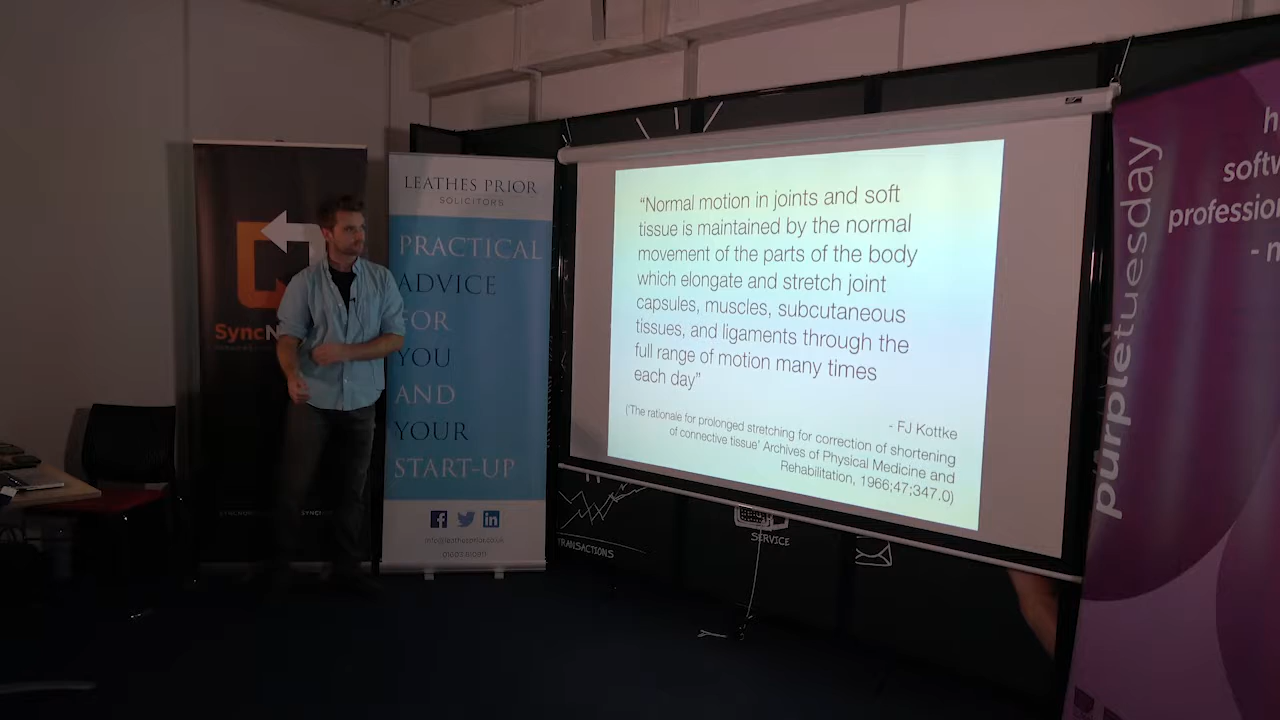 “Normal motion in joints and soft
tissue is maintained by the normal
movement of the parts of the body
which elongate and stretch joint
capsules, muscles, subcutaneous
tissues, and ligaments through the
full range of motion many times
each day”
- FJ Kottke
('The rationale for prolonged stretching for correction of shortening
of connective tissue' Archives of Physical Medicine and
Rehabilitation, 1966;47;347.0)
LEATHES PRIOR
SOLICITORS
PRACTICAL
ADVICE
FOR
YOU
AND
YOUR
START-UP
SyncN
TRANSACTIONS
SERVICE
purpletuesday
h
softw
profession